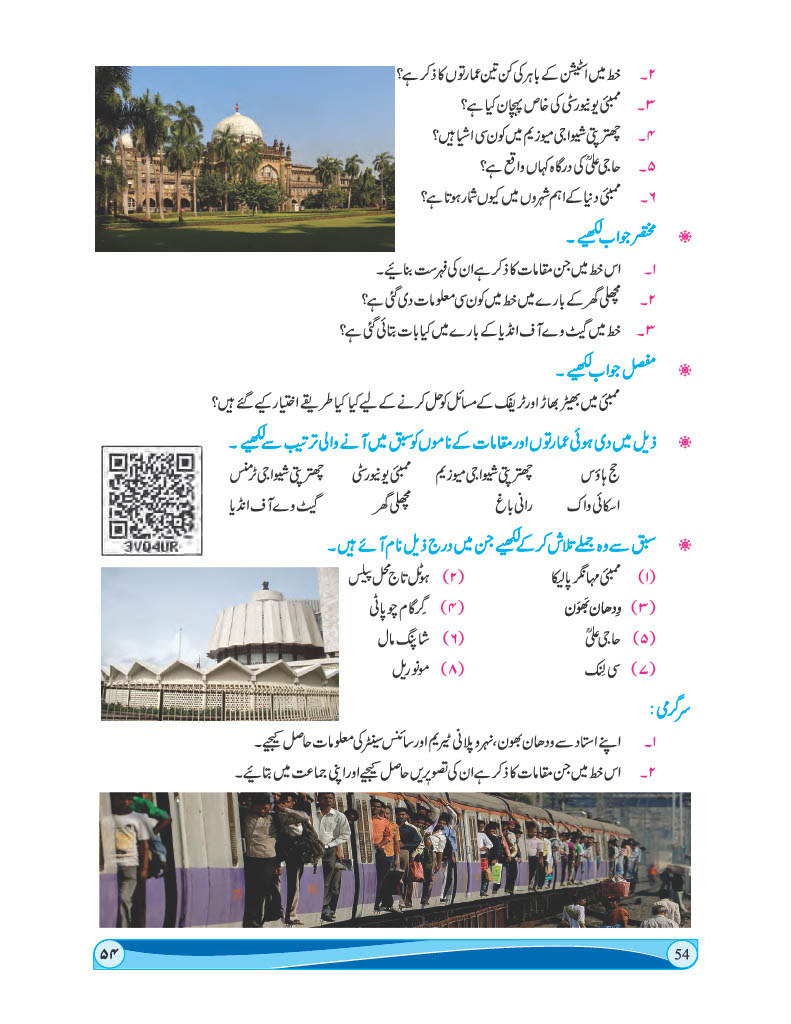 ۲۔ خط میں اسٹیشن کے باہر کی کن تین عمارتوں کا ذکر ہے؟
۳۔ ممبئی یونیورسٹی کی خاص پہچان کیا ہے؟
۴۔ چھترپتی شیواجی میوزیم میں کون سی اشیا ہیں؟
۵۔ حاجی علیؒ کی درگاہ کہاں واقع ہے؟
۶۔ ممبئی دنیا کے اہم شہروں میں کیوں شمار ہوتا ہے؟
مختصر جواب لکھیے۔
۱۔ اس خط میں جن مقامات کا ذکر ہے ان کی فہرست بنائیے۔
۲۔ مچھلی گھر کے بارے میں خط میں کون سی معلومات دی گئی ہے؟
۳۔ خط میں گیٹ وے آف انڈیا کے بارے میں کیا بات بتائی گئی ہے؟
مفصل جواب لکھیے۔
ممبئی میں بھیڑ بھاڑ اور ٹریفک کے مسائل کو حل کرنے کے لیے کیا کیا طریقے اختیار کیے گئے ہیں؟
ذیل میں دی ہوئی عمارتوں اور مقامات کے ناموں کو سبق میں آنے والی ترتیب سے لکھیے۔
حج ہاؤس چھترپتی شیواجی میوزیم ممبئی یونیورسٹی چھترپتی شیواجی ٹرمنس
اسکائی واک رانی باغ مچھلی گھر گیٹ وے آف انڈیا
3VQ4UR
سبق سے وہ جملے تلاش کرکے لکھیے جن میں درج ذیل نام آئے ہیں۔
(۱) ممبئی مہانگر پالیکا (۲) ہوٹل تاج محل پیلس
(۳) وِدھان بَھوَن (۴) گِرگام چوپاٹی
(۵) حاجی علیؒ (۶) شاپنگ مال
(۷) سی لِنک (۸) مونو ریل
سرگرمی :
۱۔ اپنے استاد سے ودھان بھون، نہرو پلانی ٹیریم اور سائنس سینٹر کی معلومات حاصل کیجیے۔
۲۔ اس خط میں جن مقامات کا ذکر ہے ان کی تصویریں حاصل کیجیے اور اپنی جماعت میں بتائیے۔
۵۴ 54